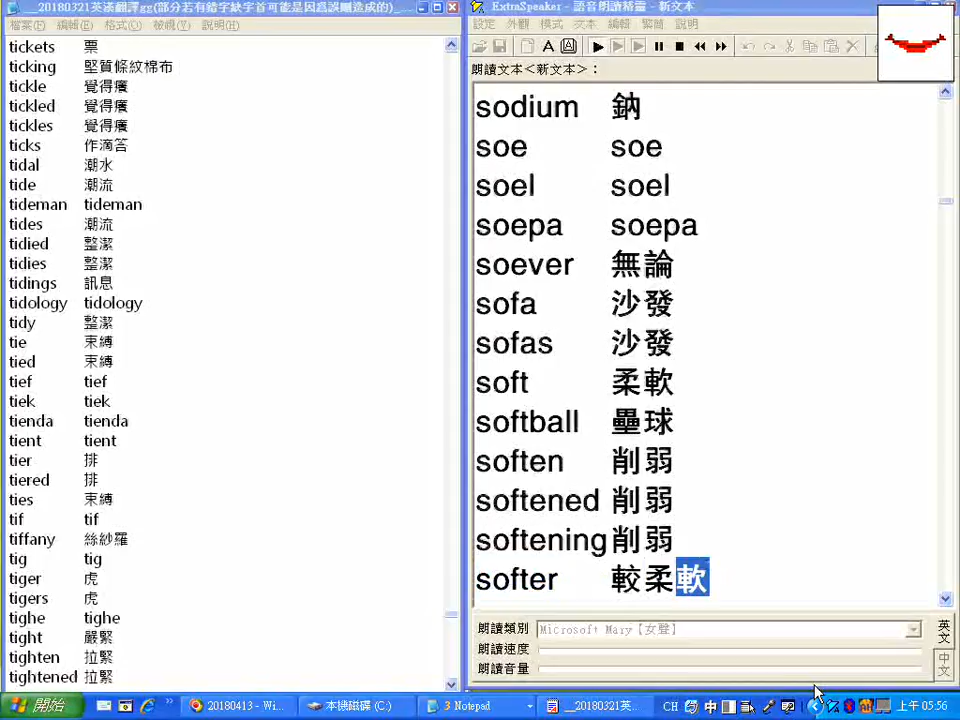 __20180321英漢翻譯gg(部分若有錯字缺字首可能是因為誤刪造成的)_...
檔案(F) 編輯(E) 格式(O) 檢視(V) 說明(H)
tickets 票
ticking 堅質條紋棉布
tickle 覺得癢
tickled 覺得癢
tickles 覺得癢
ticks 作滴答
tidal 潮水
tide 潮流
tideman tideman
tides 潮流
tidied 整潔
tidies 整潔
tidings 訊息
tidology tidology
tidy 整潔
tie 束縛
tied 束縛
tief tief
tiek tiek
tienda tienda
tient tient
tier 排
tiered 排
ties 束縛
tif tif
tiffany 絲紗羅
tig tig
tiger 虎
tigers 虎
tighe tighe
tight 嚴緊
tighten 拉緊
tightened 拉緊
ExtraSpeaker - 語音朗讀精靈 - 新文本
設定 外觀 模式 文本 編輯 繁簡 說明
朗讀文本<新文本>：
sodium 鈉
soe soe
soel soel
soepa soepa
soever 無論
sofa 沙發
sofas 沙發
soft 柔軟
softball 壘球
soften 削弱
softened 削弱
softening 削弱
softer 較柔軟
朗讀類別 Microsoft Mary【女聲】
朗讀速度
朗讀音量
英文
中文
開始 20180413 - Wi... 本機磁碟 (C:) 3 Notepad __20180321英... CH 中 上午 05:56